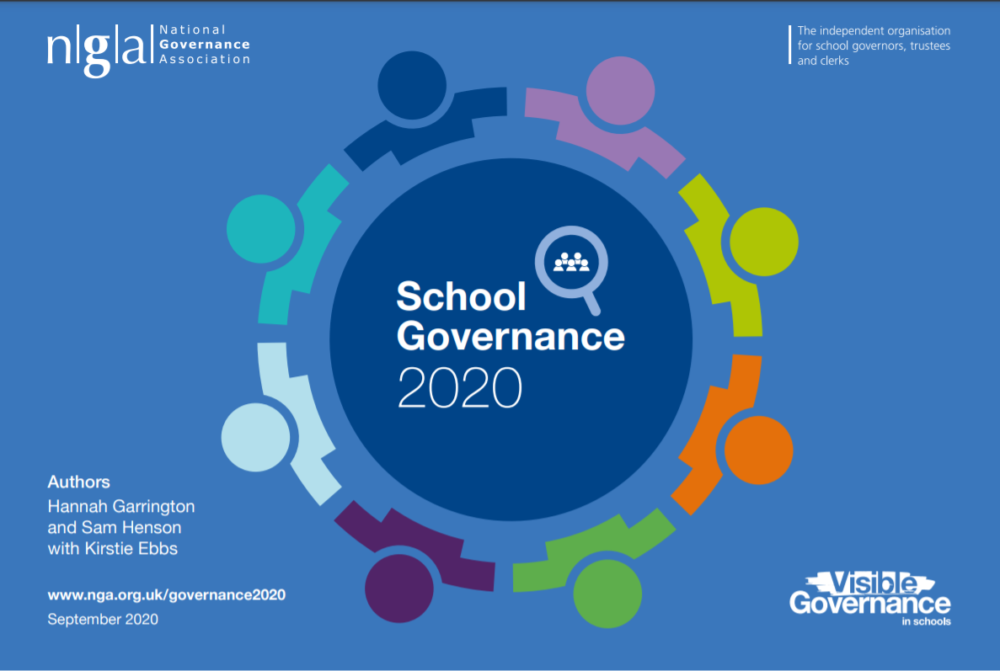 n|g|a|
National
Governance
Association
The independent organisation
for school governors, trustees
and clerks
School
Governance
2020
Authors
Hannah Garrington
and Sam Henson
with Kirstie Ebbs
www.nga.org.uk/governance2020
September 2020
Visible
Governance
in schools